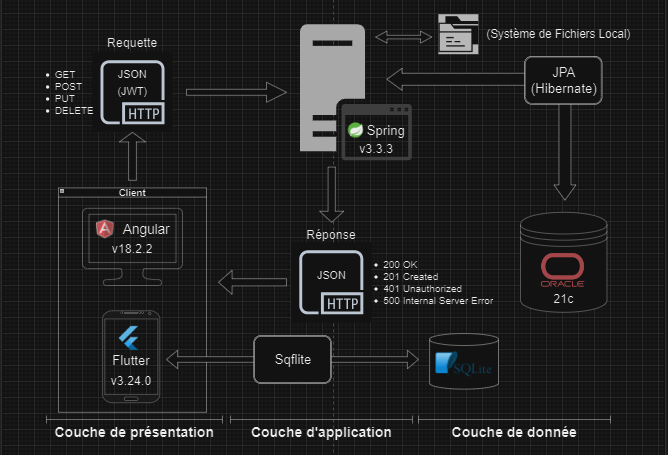 Requette
GET
POST
PUT
DELETE
JSON
(JWT)
HTTP
(Système de Fichiers Local)
JPA
(Hibernate)
Spring
v3.3.3
Client
Angular
v18.2.2
Réponse
JSON
HTTP
200 OK
201 Created
401 Unauthorized
500 Internal Server Error
ORACLE
21c
Flutter
v3.24.0
Sqflite
SQLite
Couche de présentation
Couche d'application
Couche de donnée